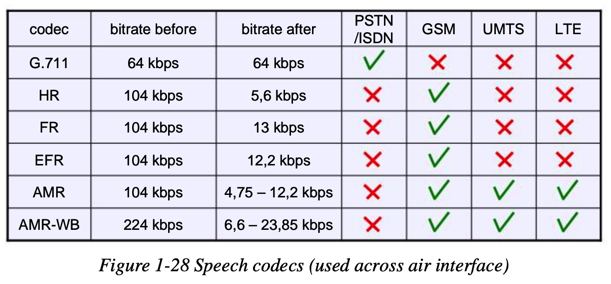 codec bitrate before bitrate after PSTN /ISDN GSM UMTS LTE
G.711 64 kbps 64 kbps
HR 104 kbps 5,6 kbps
FR 104 kbps 13 kbps
EFR 104 kbps 12,2 kbps
AMR 104 kbps 4,75 – 12,2 kbps
AMR-WB 224 kbps 6,6 – 23,85 kbps
Figure 1-28 Speech codecs (used across air interface)